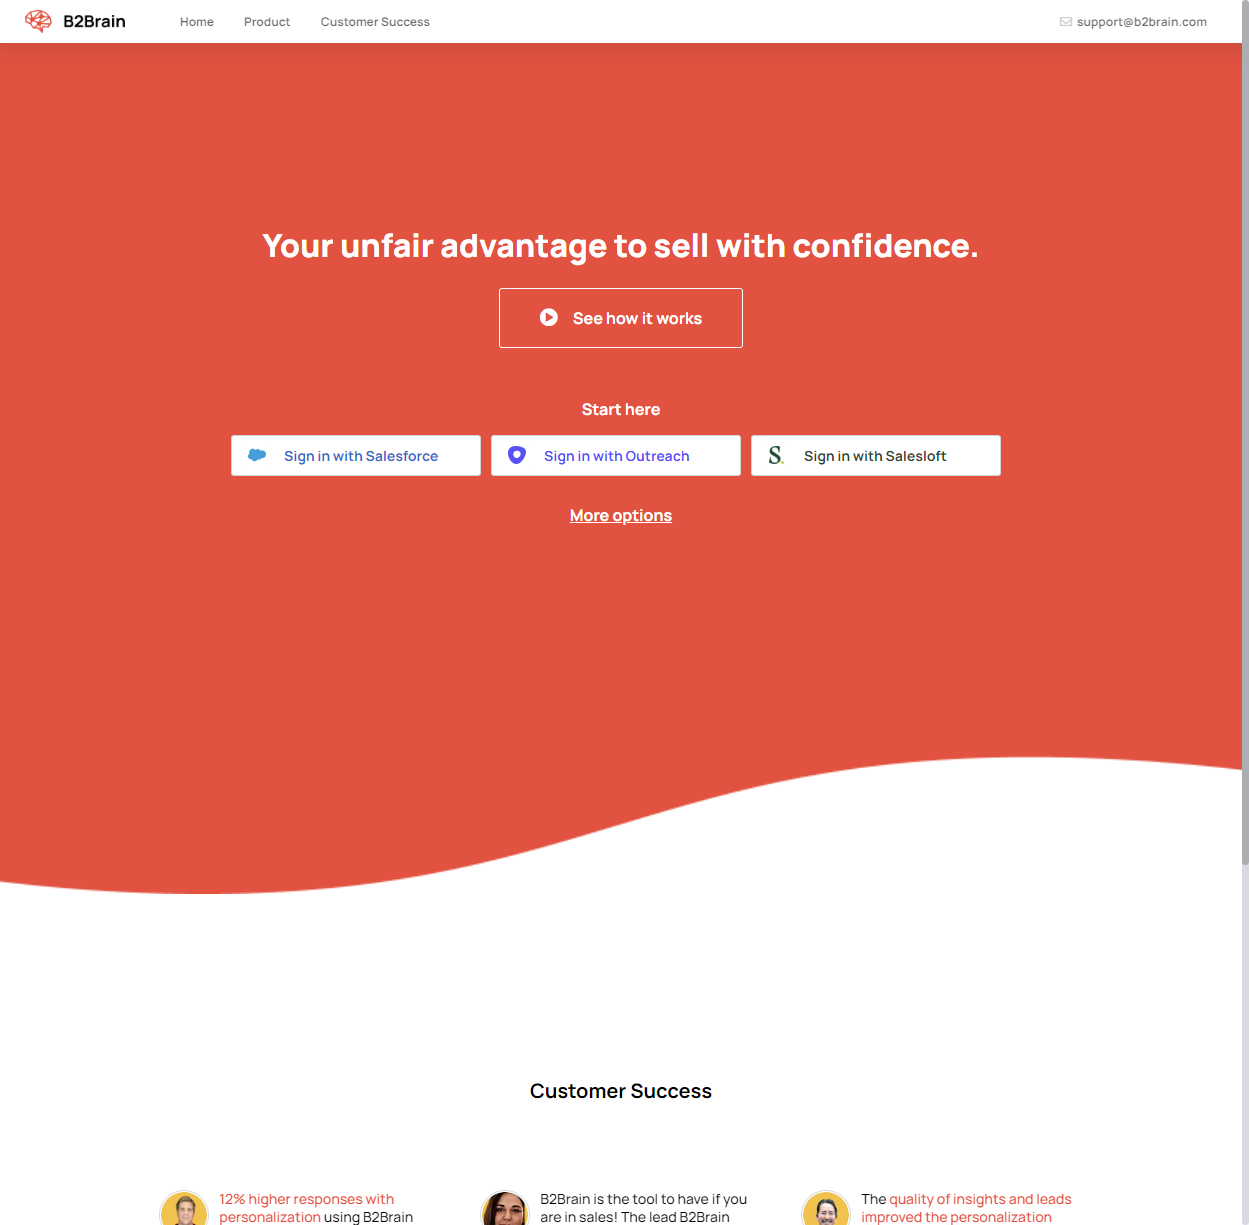 B2Brain
Home Product Customer Success
support@b2brain.com
Your unfair advantage to sell with confidence.
See how it works
Start here
Sign in with Salesforce
Sign in with Outreach
Sign in with Salesloft
More options
Customer Success
12% higher responses with
personalization using B2Brain
B2Brain is the tool to have if you
are in sales! The lead B2Brain
The quality of insights and leads
improved the personalization